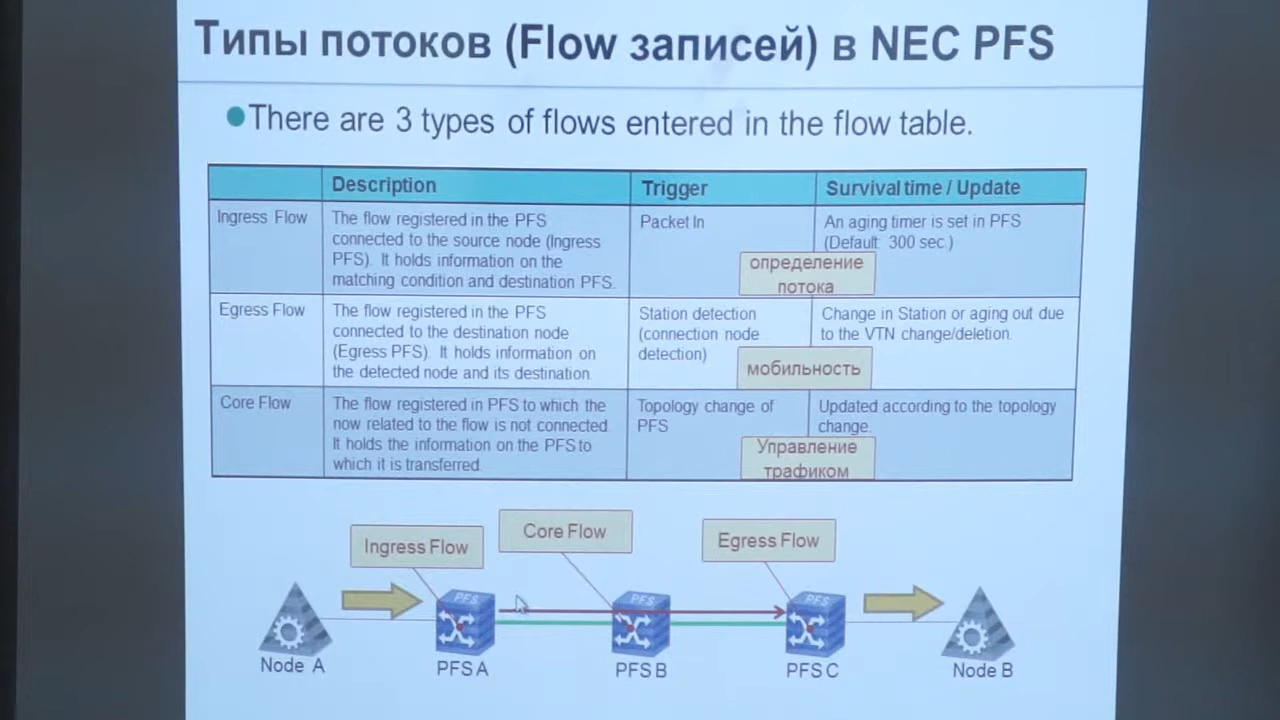 Типы потоков (Flow записей) в NEC PFS
There are 3 types of flows entered in the flow table.
Description
Trigger
Survival time / Update
Ingress Flow
The flow registered in the PFS
connected to the source node (Ingress
PFS). It holds information on the
matching condition and destination PFS.
Packet In
An aging timer is set in PFS
(Default: 300 sec.)
определение
потока
Egress Flow
The flow registered in the PFS
connected to the destination node
(Egress PFS). It holds information on
the detected node and its destination.
Station detection
(connection node
detection)
Change in Station or aging out due
to the VTN change/deletion.
мобильность
Core Flow
The flow registered in PFS to which the
now related to the flow is not connected.
It holds the information on the PFS to
which it is transferred.
Topology change of
PFS
Updated according to the topology
change.
Управление
трафиком
Ingress Flow
Core Flow
Egress Flow
PFS
PFS
PFS
Node A
PFS A
PFS B
PFS C
Node B